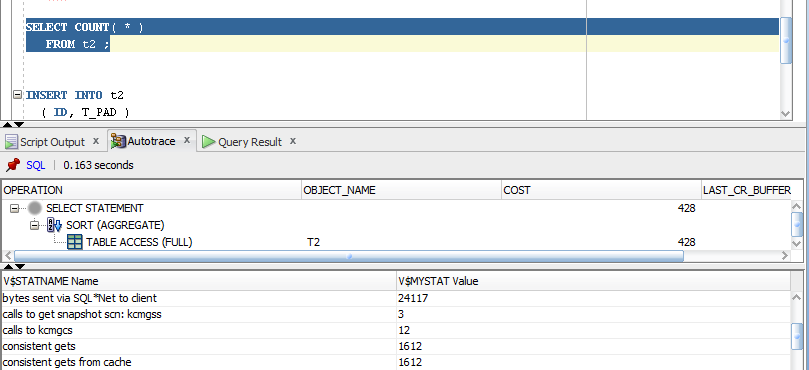 SELECT COUNT( * )
FROM t2 ;
INSERT INTO t2
( ID, T_PAD )
Script Output x Autotrace x Query Result x
SQL | 0.163 seconds
OPERATION OBJECT_NAME COST LAST_CR_BUFFER
SELECT STATEMENT 428
SORT (AGGREGATE)
TABLE ACCESS (FULL) T2 428
V$STATNAME Name V$MYSTAT Value
bytes sent via SQL*Net to client 24117
calls to get snapshot scn: kcmgss 3
calls to kcmgcs 12
consistent gets 1612
consistent gets from cache 1612